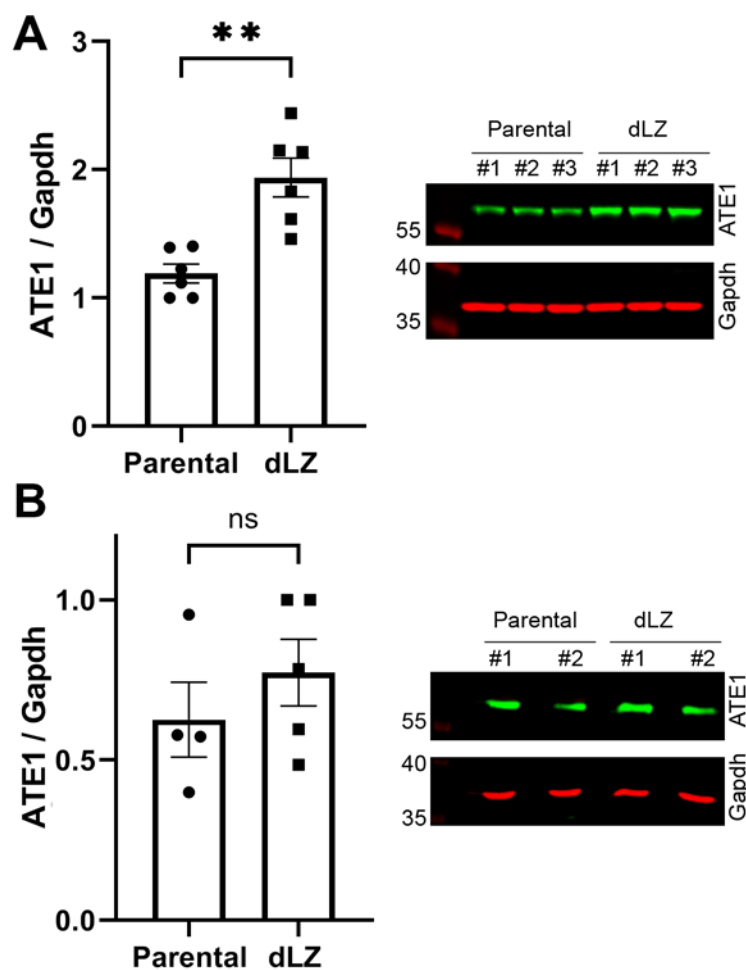 A
**
3
2
1
0
ATE1 / Gapdh
Parental dLZ
Parental dLZ
#1 #2 #3 #1 #2 #3
55
ATE1
40
35
Gapdh
B
ns
1.0
0.5
0.0
ATE1 / Gapdh
Parental dLZ
Parental dLZ
#1 #2 #1 #2
55
ATE1
40
35
Gapdh